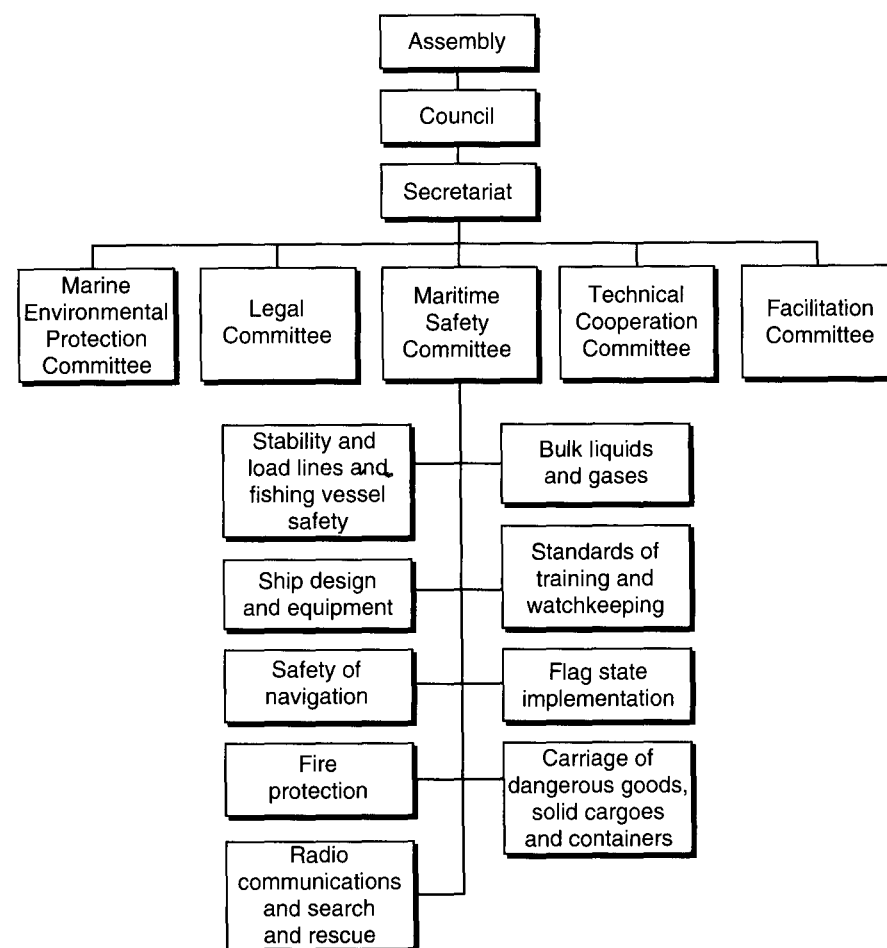 Assembly
Council
Secretariat
Marine
Environmental
Protection
Committee
Legal
Committee
Maritime
Safety
Committee
Technical
Cooperation
Committee
Facilitation
Committee
Stability and
load lines and
fishing vessel
safety
Bulk liquids
and gases
Ship design
and equipment
Standards of
training and
watchkeeping
Safety of
navigation
Flag state
implementation
Fire
protection
Carriage of
dangerous goods,
solid cargoes
and containers
Radio
communications
and search
and rescue